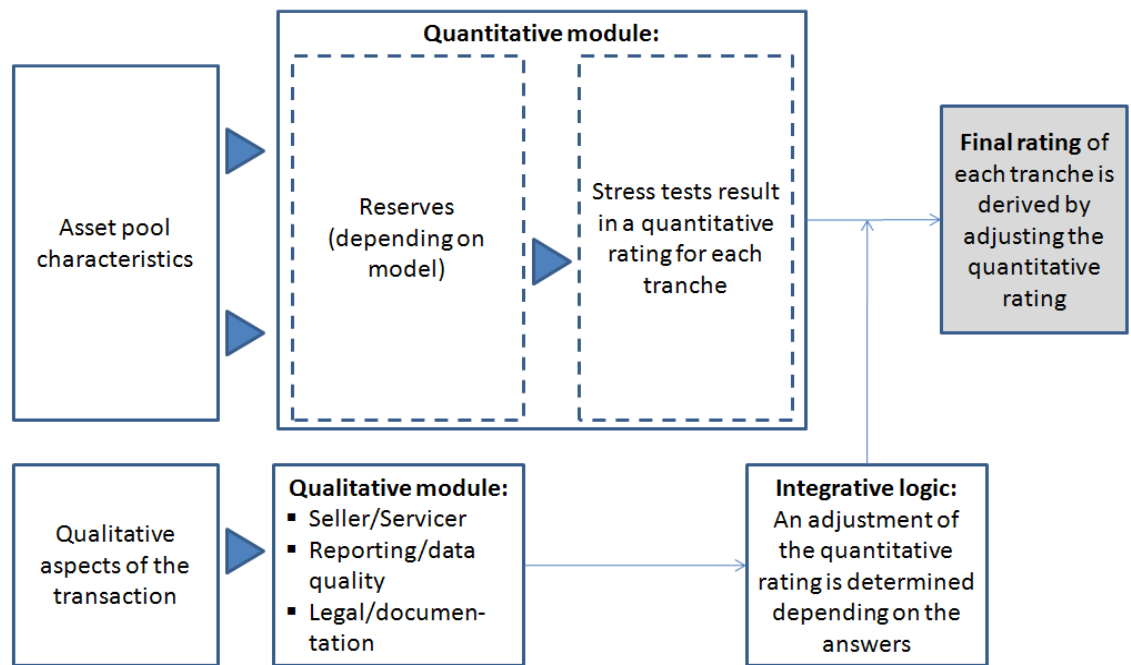 Quantitative module:
Asset pool
characteristics
Reserves
(depending on
model)
Stress tests result
in a quantitative
rating for each
tranche
Final rating of
each tranche is
derived by
adjusting the
quantitative
rating
Qualitative
aspects of the
transaction
Qualitative module:
▪ Seller/Servicer
▪ Reporting/data
quality
▪ Legal/documen-
tation
Integrative logic:
An adjustment of
the quantitative
rating is determined
depending on the
answers